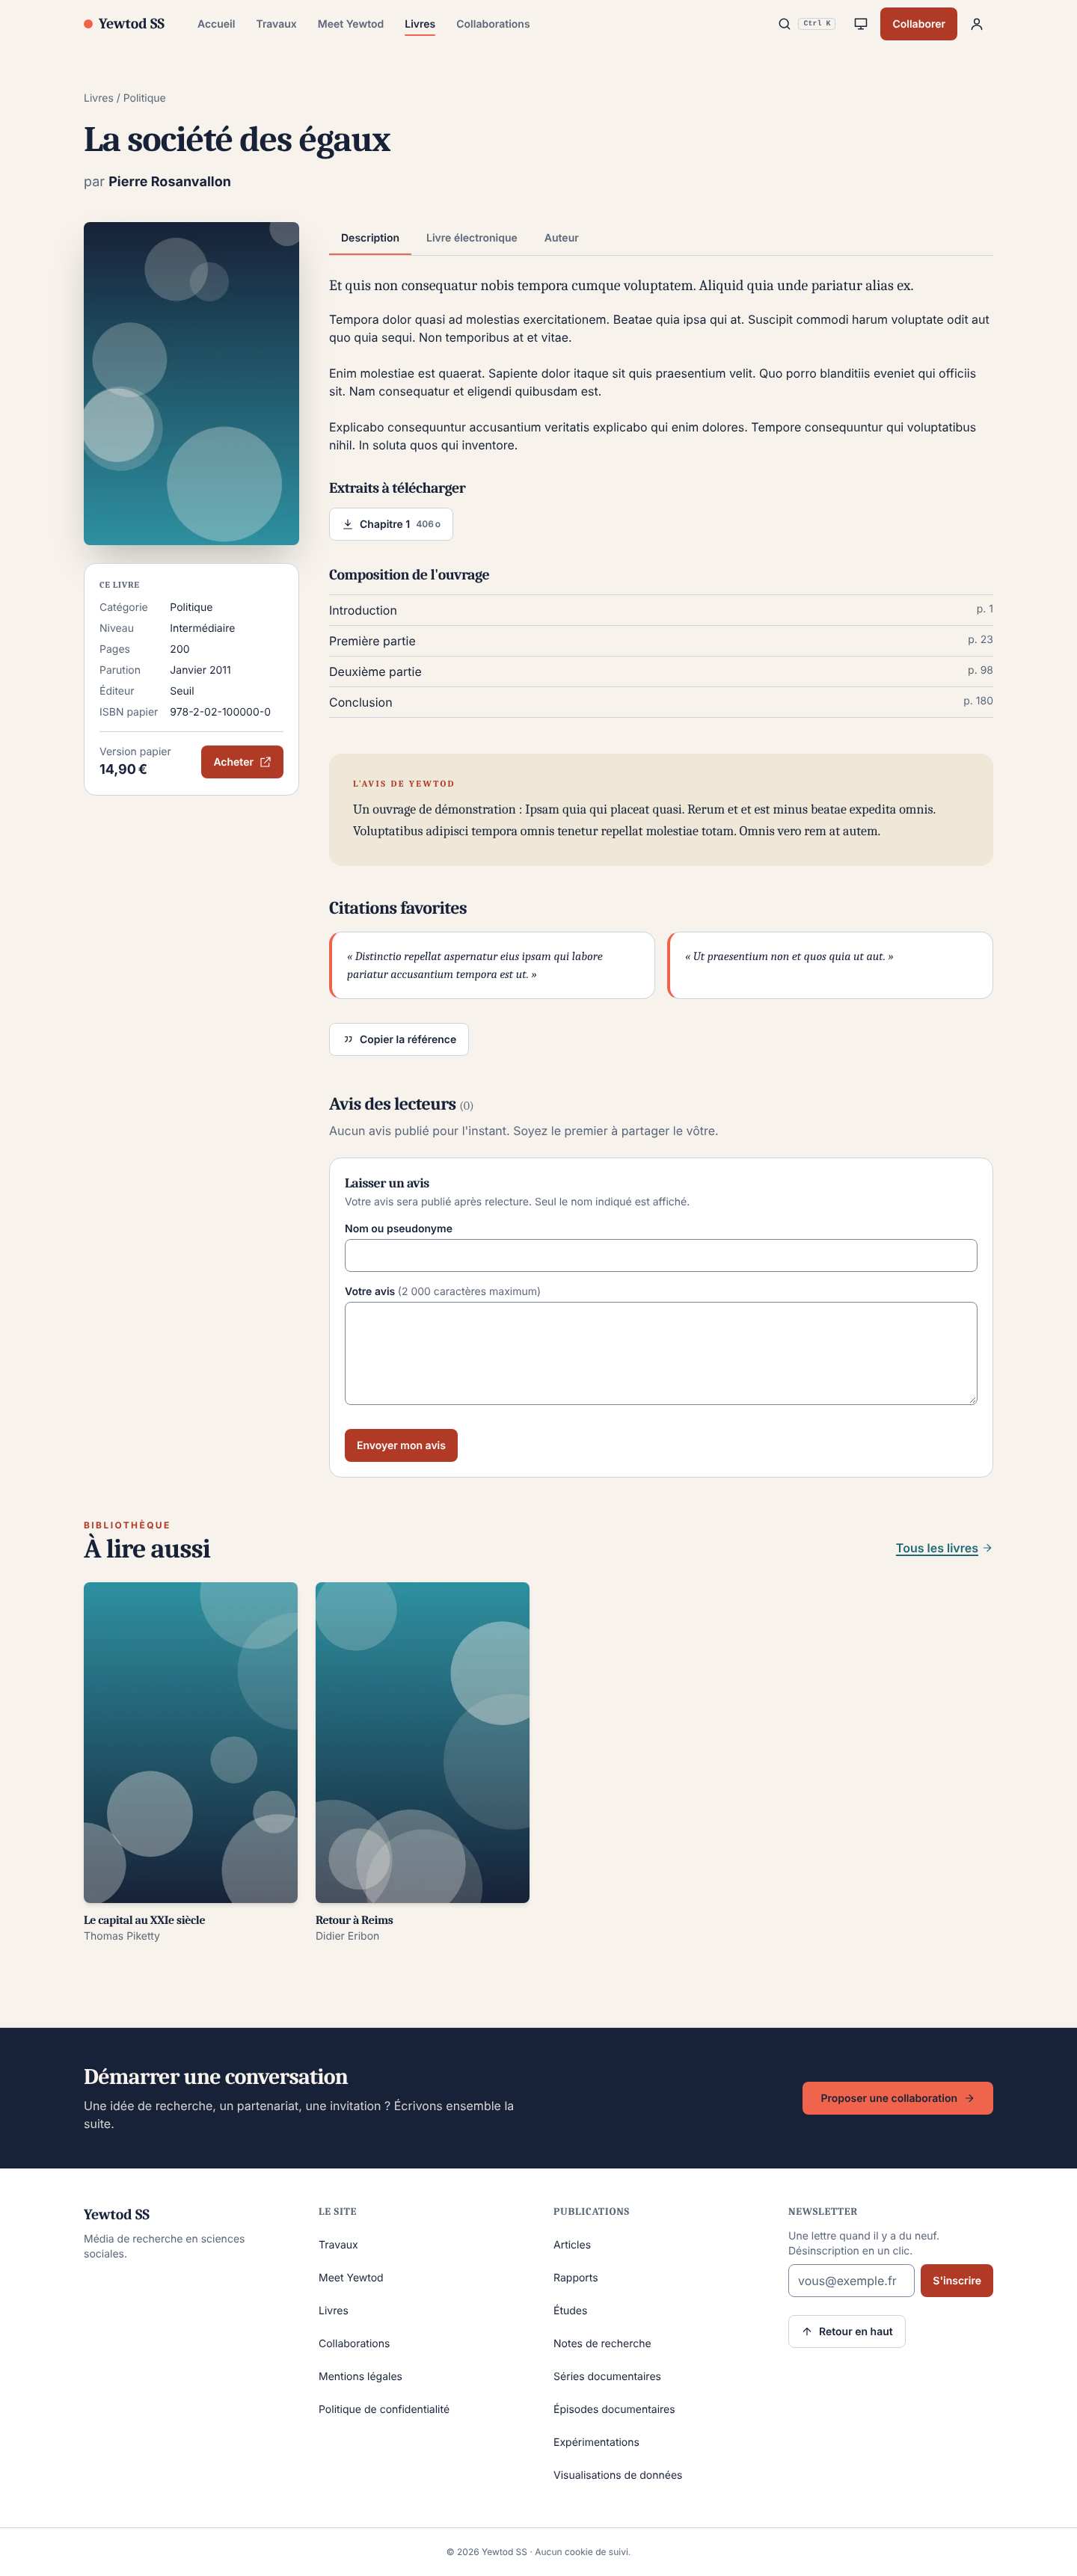 Yewtod SS
Accueil
Travaux
Meet Yewtod
Livres
Collaborations
Ctrl K
Collaborer
Livres / Politique
La société des égaux
par Pierre Rosanvallon
Description
Livre électronique
Auteur
Et quis non consequatur nobis tempora cumque voluptatem. Aliquid quia unde pariatur alias ex.
Tempora dolor quasi ad molestias exercitationem. Beatae quia ipsa qui at. Suscipit commodi harum voluptate odit aut
quo quia sequi. Non temporibus at et vitae.
Enim molestiae est quaerat. Sapiente dolor itaque sit quis praesentium velit. Quo porro blanditiis eveniet qui officiis
sit. Nam consequatur et eligendi quibusdam est.
Explicabo consequuntur accusantium veritatis explicabo qui enim dolores. Tempore consequuntur qui voluptatibus
nihil. In soluta quos qui inventore.
Extraits à télécharger
Chapitre 1 406 o
Composition de l'ouvrage
Introduction p. 1
Première partie p. 23
Deuxième partie p. 98
Conclusion p. 180
CE LIVRE
Catégorie Politique
Niveau Intermédiaire
Pages 200
Parution Janvier 2011
Éditeur Seuil
ISBN papier 978-2-02-100000-0
Version papier
14,90 €
Acheter
L'AVIS DE YEWTOD
Un ouvrage de démonstration : Ipsam quia qui placeat quasi. Rerum et et est minus beatae expedita omnis.
Voluptatibus adipisci tempora omnis tenetur repellat molestiae totam. Omnis vero rem at autem.
Citations favorites
« Distinctio repellat aspernatur eius ipsam qui labore
pariatur accusantium tempora est ut. »
« Ut praesentium non et quos quia ut aut. »
Copier la référence
Avis des lecteurs (0)
Aucun avis publié pour l'instant. Soyez le premier à partager le vôtre.
Laisser un avis
Votre avis sera publié après relecture. Seul le nom indiqué est affiché.
Nom ou pseudonyme
Votre avis (2 000 caractères maximum)
Envoyer mon avis
BIBLIOTHÈQUE
À lire aussi
Tous les livres
Le capital au XXIe siècle
Thomas Piketty
Retour à Reims
Didier Eribon
Démarrer une conversation
Une idée de recherche, un partenariat, une invitation ? Écrivons ensemble la
suite.
Proposer une collaboration
Yewtod SS
Média de recherche en sciences
sociales.
LE SITE
Travaux
Meet Yewtod
Livres
Collaborations
Mentions légales
Politique de confidentialité
PUBLICATIONS
Articles
Rapports
Études
Notes de recherche
Séries documentaires
Épisodes documentaires
Expérimentations
Visualisations de données
NEWSLETTER
Une lettre quand il y a du neuf.
Désinscription en un clic.
vous@exemple.fr
S'inscrire
Retour en haut
© 2026 Yewtod SS · Aucun cookie de suivi.